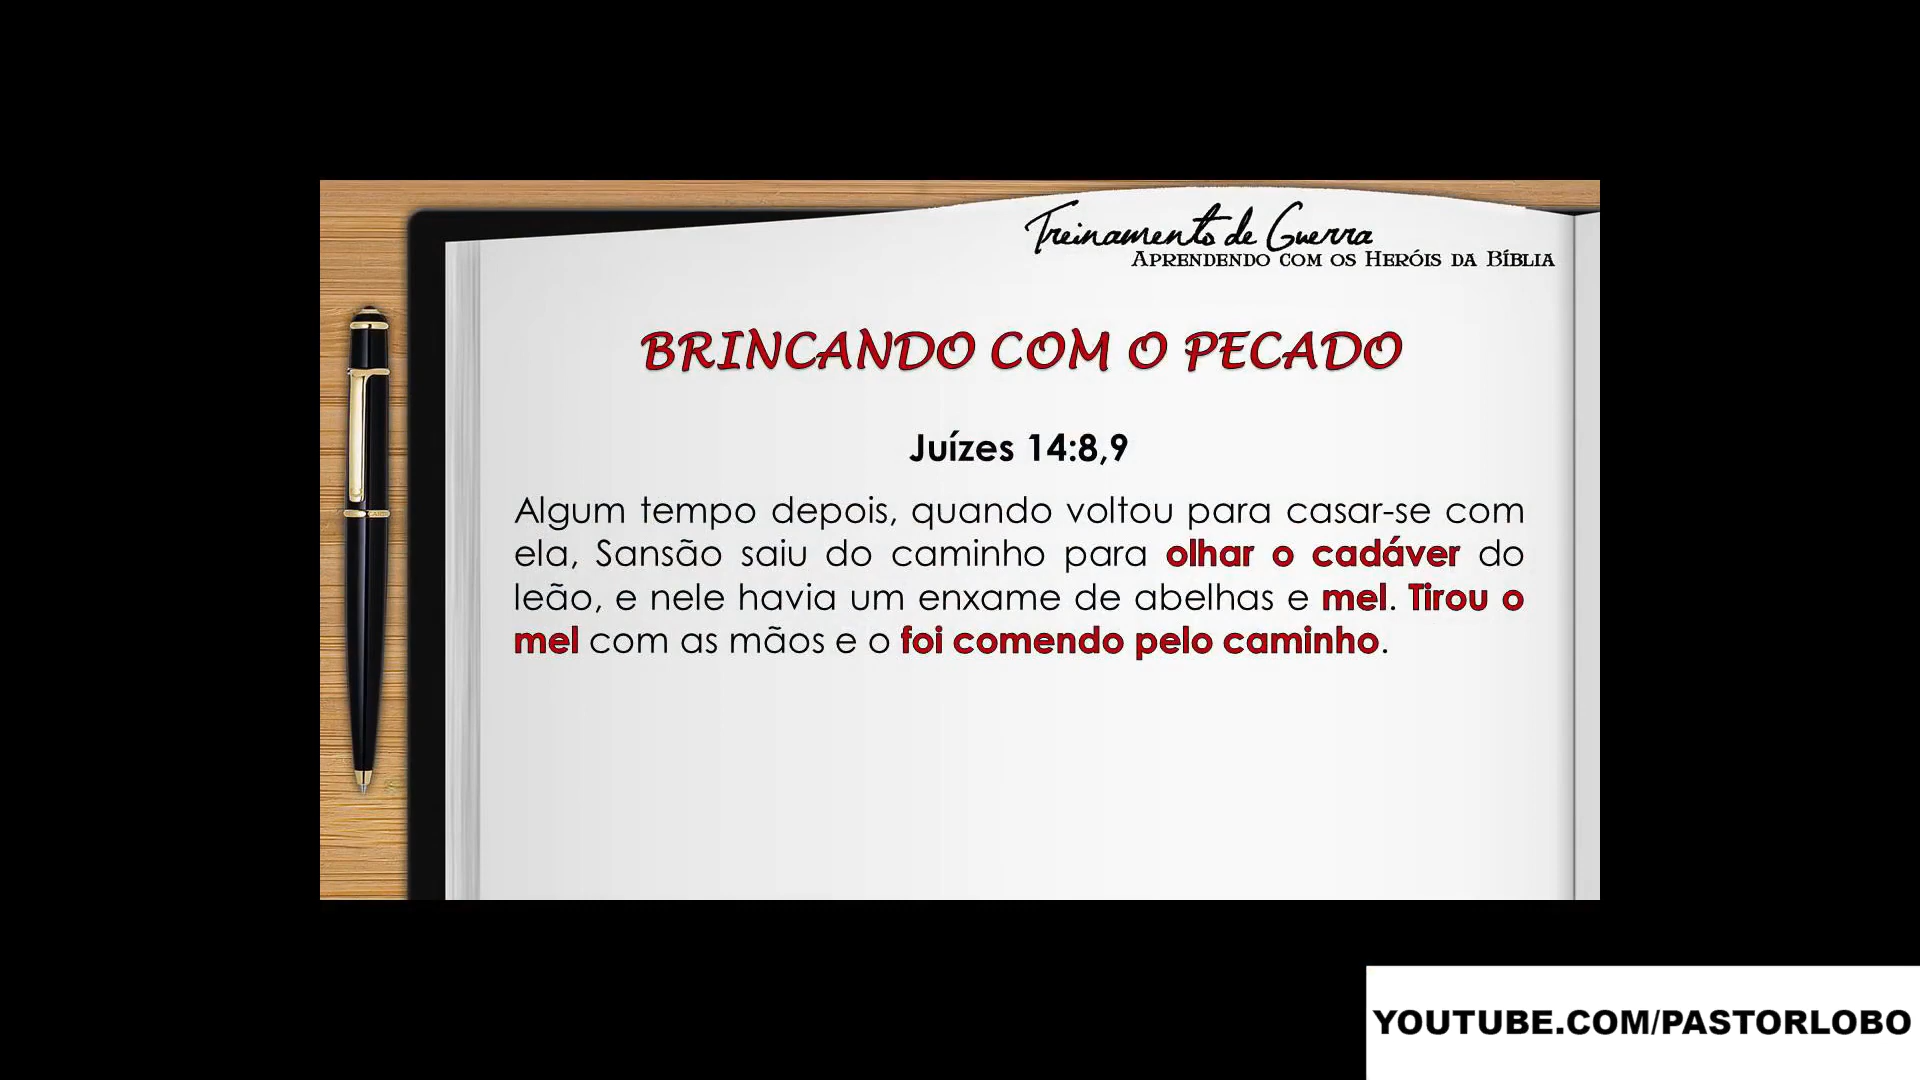 Treinamento de Guerra
Aprendendo com os Heróis da Bíblia
BRINCANDO COM O PECADO
Juízes 14:8,9
Algum tempo depois, quando voltou para casar-se com
ela, Sansão saiu do caminho para olhar o cadáver do
leão, e nele havia um enxame de abelhas e mel. Tirou o
mel com as mãos e o foi comendo pelo caminho.
YOUTUBE.COM/PASTORLOBO